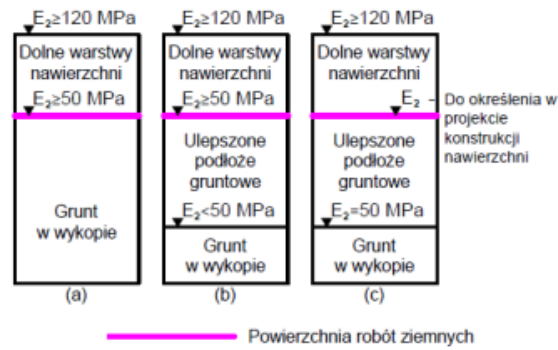 E₂≥120 MPa
Dolne warstwy
nawierzchni
E₂≥50 MPa
Grunt
w wykopie
(a)
E₂≥120 MPa
Dolne warstwy
nawierzchni
E₂≥50 MPa
Ulepszone
podłoże
gruntowe
E₂<50 MPa
Grunt
w wykopie
(b)
E₂≥120 MPa
Dolne warstwy
nawierzchni
E₂ –
Do określenia w
projekcie
konstrukcji
nawierzchni
Ulepszone
podłoże
gruntowe
E₂=50 MPa
Grunt
w wykopie
(c)
Powierzchnia robót ziemnych